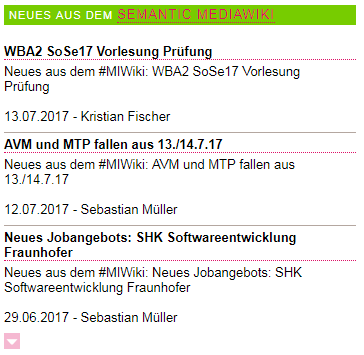 NEUES AUS DEM SEMANTIC MEDIAWIKI
WBA2 SoSe17 Vorlesung Prüfung
Neues aus dem #MIWiki: WBA2 SoSe17 Vorlesung
Prüfung
13.07.2017 - Kristian Fischer
AVM und MTP fallen aus 13./14.7.17
Neues aus dem #MIWiki: AVM und MTP fallen aus
13./14.7.17
12.07.2017 - Sebastian Müller
Neues Jobangebots: SHK Softwareentwicklung
Fraunhofer
Neues aus dem #MIWiki: Neues Jobangebots: SHK
Softwareentwicklung Fraunhofer
29.06.2017 - Sebastian Müller